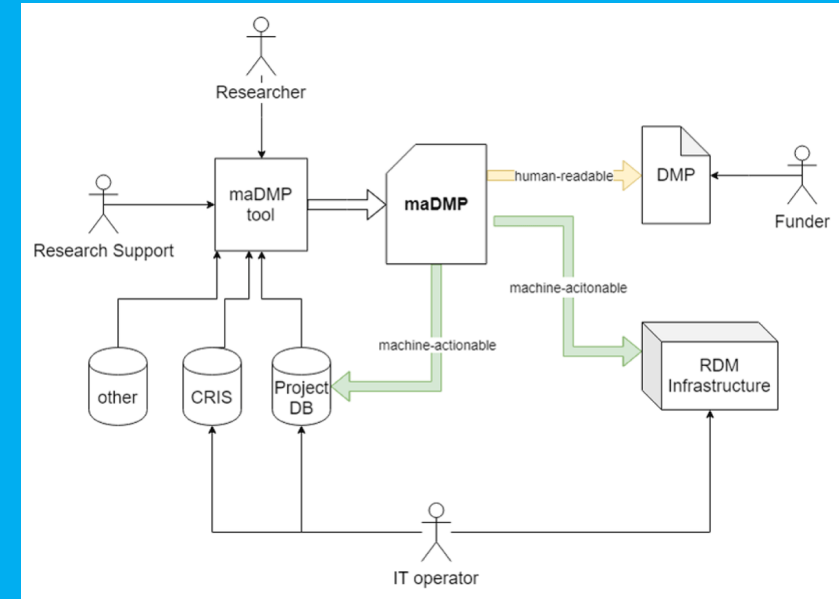 Researcher
maDMP
tool
maDMP
human-readable
DMP
Research Support
Funder
machine-acitonable
machine-actionable
other
CRIS
Project
DB
RDM
Infrastructure
IT operator